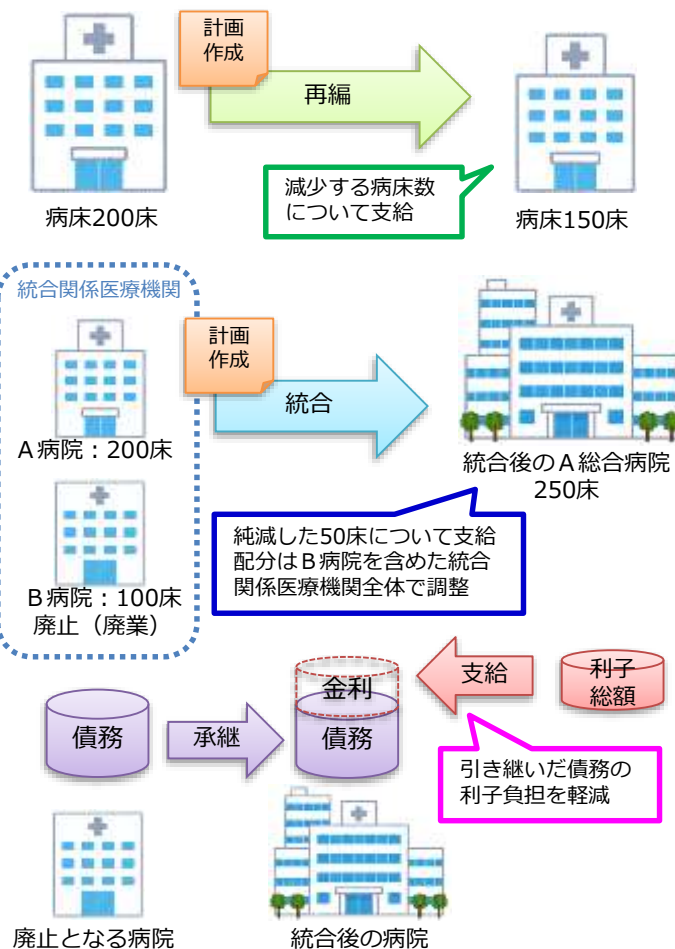 計画
作成
再編
減少する病床数
について支給
病床200床
病床150床
統合関係医療機関
計画
作成
統合
A病院：200床
統合後のA総合病院
250床
純減した50床について支給
配分はB病院を含めた統合
関係医療機関全体で調整
B病院：100床
廃止（廃業）
債務
承継
金利
債務
支給
利子
総額
引き継いだ債務の
利子負担を軽減
廃止となる病院
統合後の病院